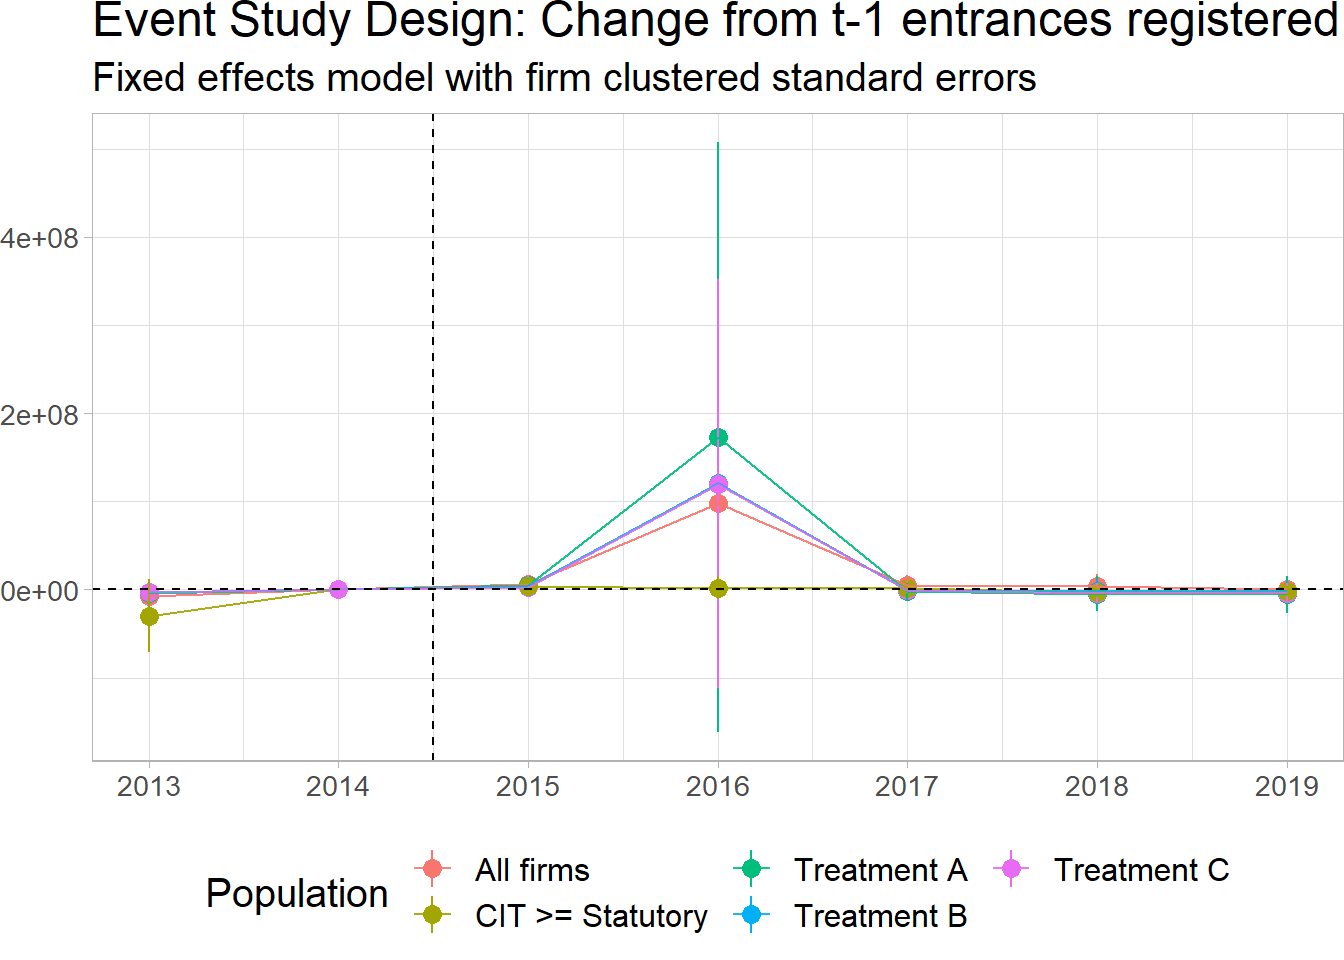 Event Study Design: Change from t-1 entrances registered
Fixed effects model with firm clustered standard errors
4e+08
2e+08
0e+00
2013 2014 2015 2016 2017 2018 2019
Population
All firms Treatment A Treatment C
CIT >= Statutory Treatment B